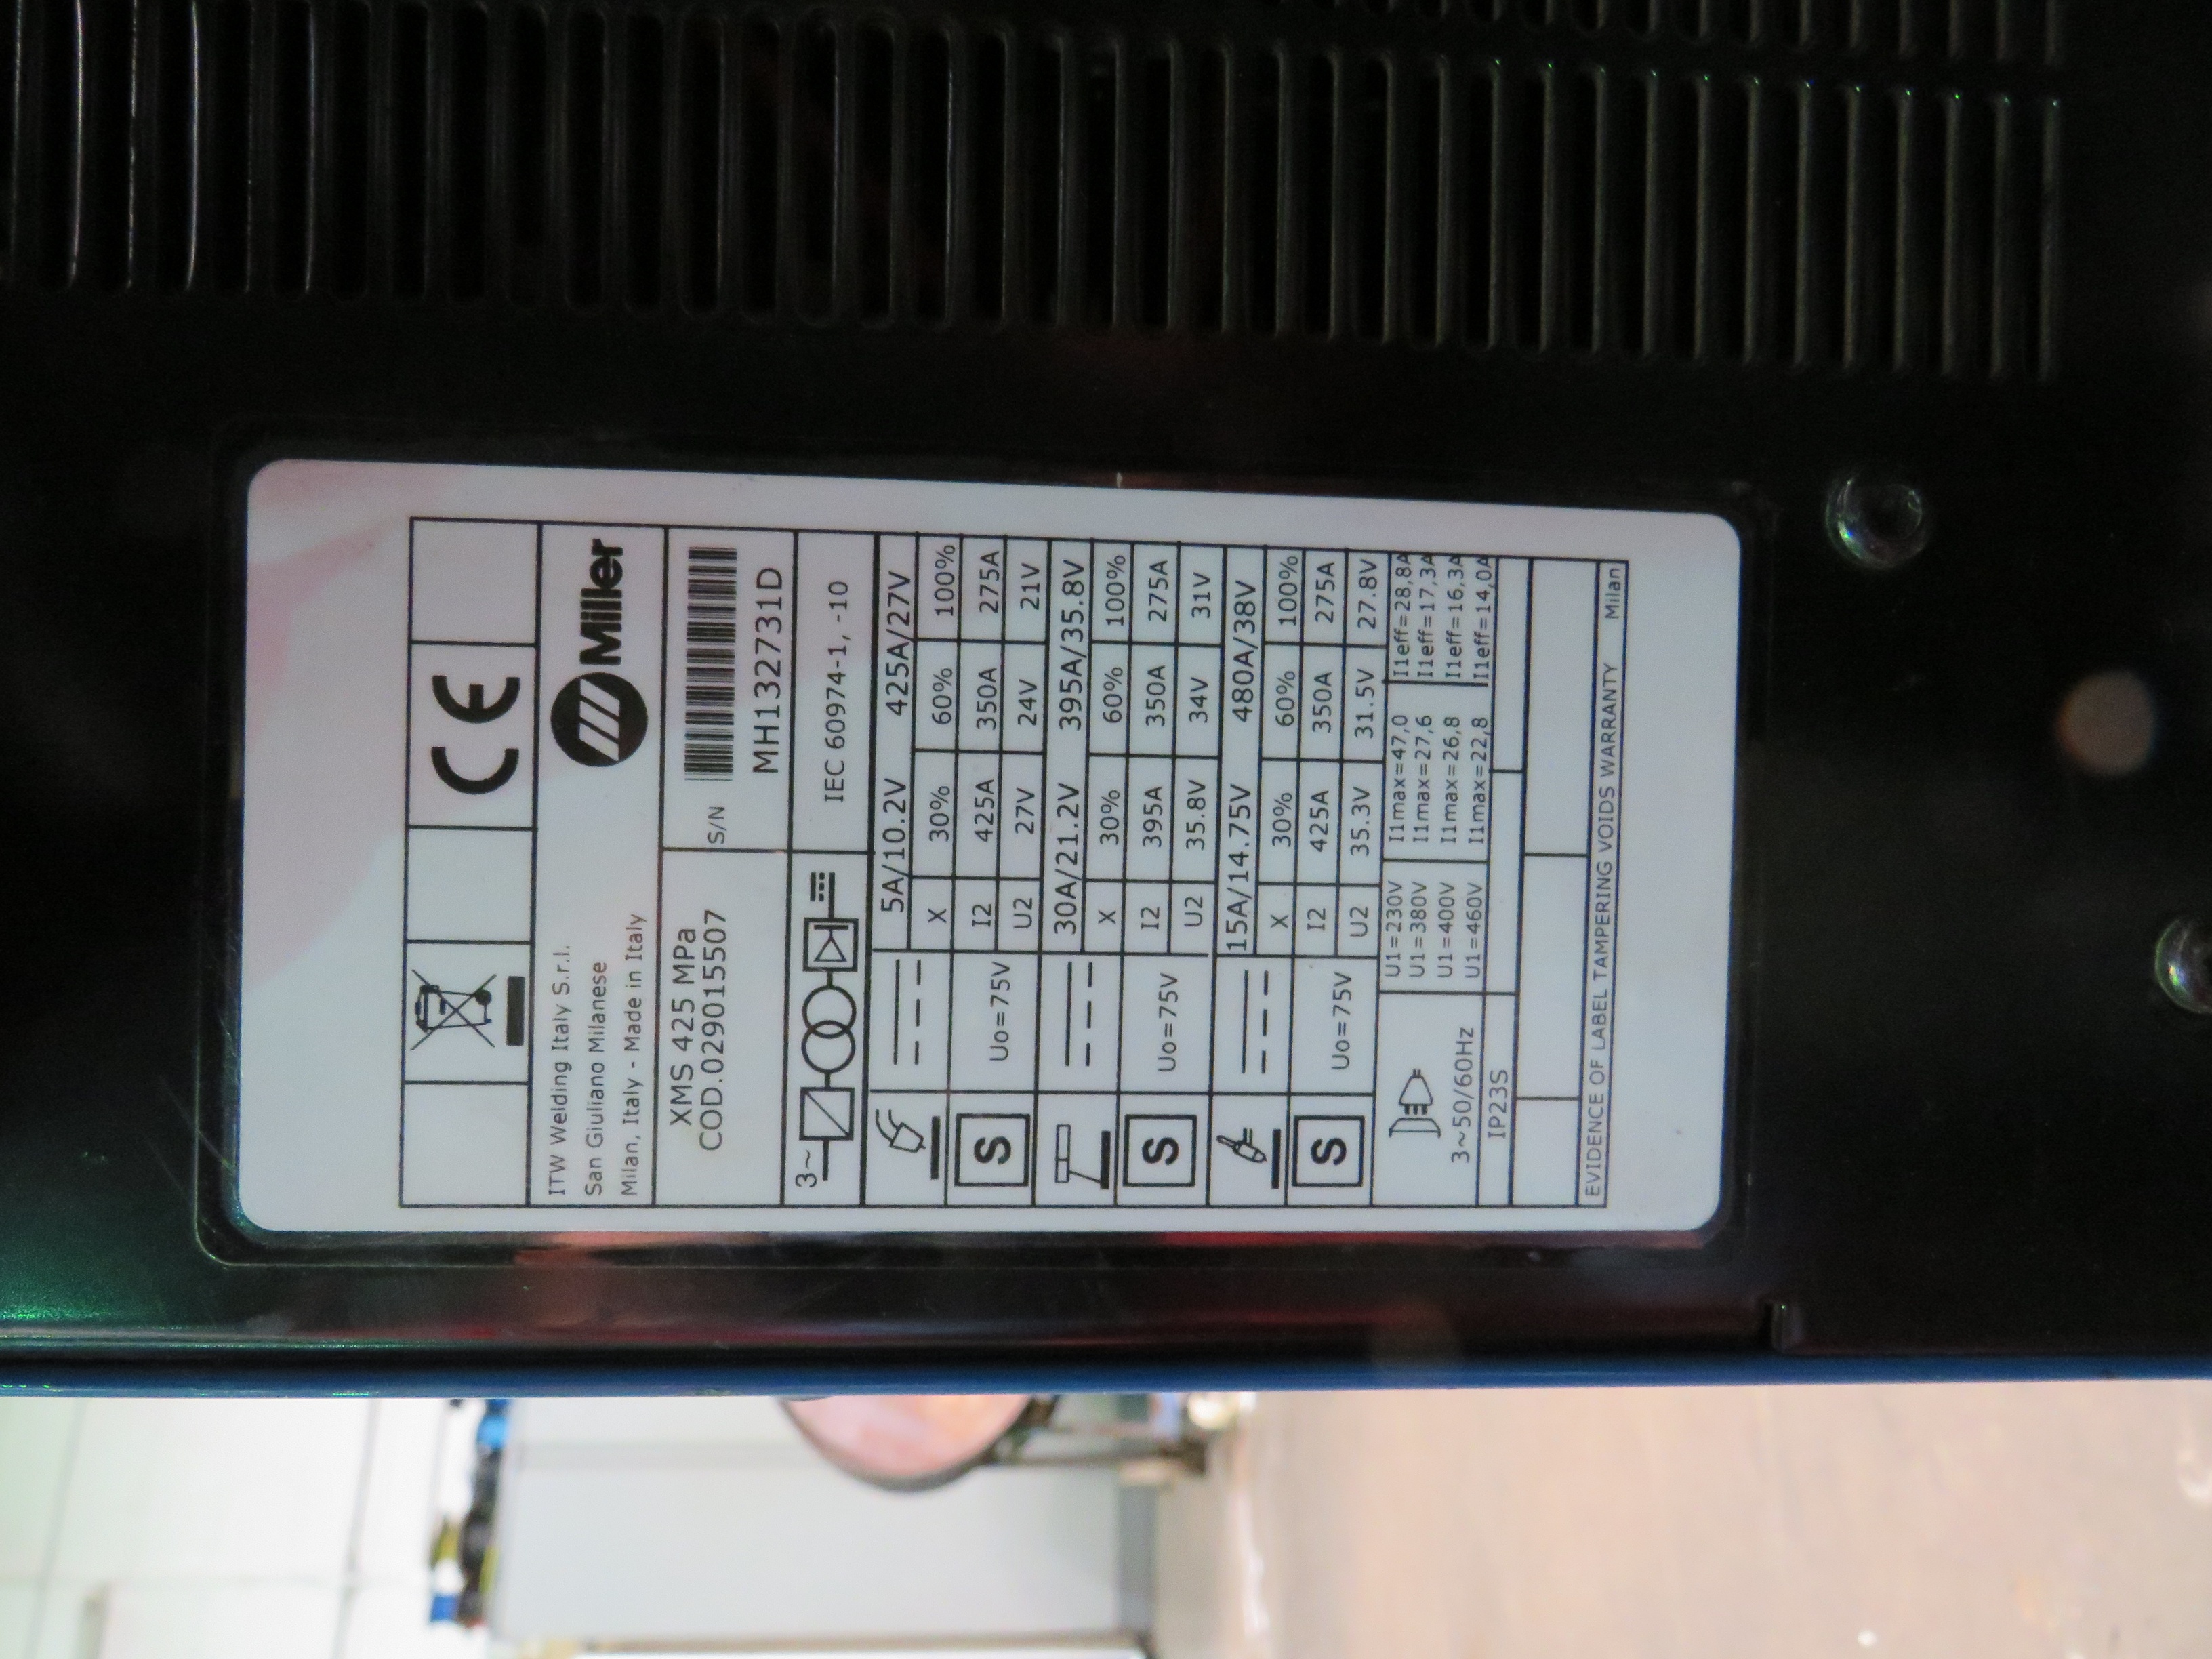 CE
ITW Welding Italy S.r.l.
San Giuliano Milanese
Milan, Italy - Made in Italy
Miller
XMS 425 MPa
COD.029015507
S/N
MH132731D
3~
IEC 60974-1, -10
5A/10.2V 425A/27V
X 30% 60% 100%
S Uo=75V I2 425A 350A 275A
U2 27V 24V 21V
30A/21.2V 395A/35.8V
X 30% 60% 100%
S Uo=75V I2 395A 350A 275A
U2 35.8V 34V 31V
15A/14.75V 480A/38V
X 30% 60% 100%
S Uo=75V I2 425A 350A 275A
U2 35.3V 31.5V 27.8V
U1=230V I1max=47,0 I1eff=28,8A
U1=380V I1max=27,6 I1eff=17,3A
U1=400V I1max=26,8 I1eff=16,3A
3~50/60Hz U1=460V I1max=22,8 I1eff=14,0A
IP23S
EVIDENCE OF LABEL TAMPERING VOIDS WARRANTY Milan